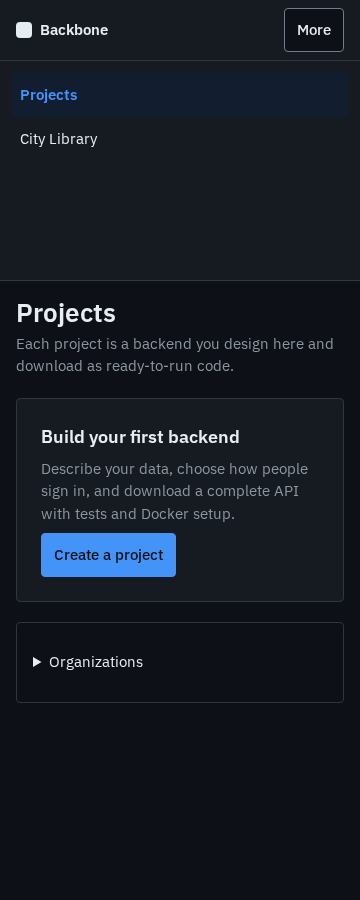 Backbone
More
Projects
City Library
Projects
Each project is a backend you design here and
download as ready-to-run code.
Build your first backend
Describe your data, choose how people
sign in, and download a complete API
with tests and Docker setup.
Create a project
Organizations